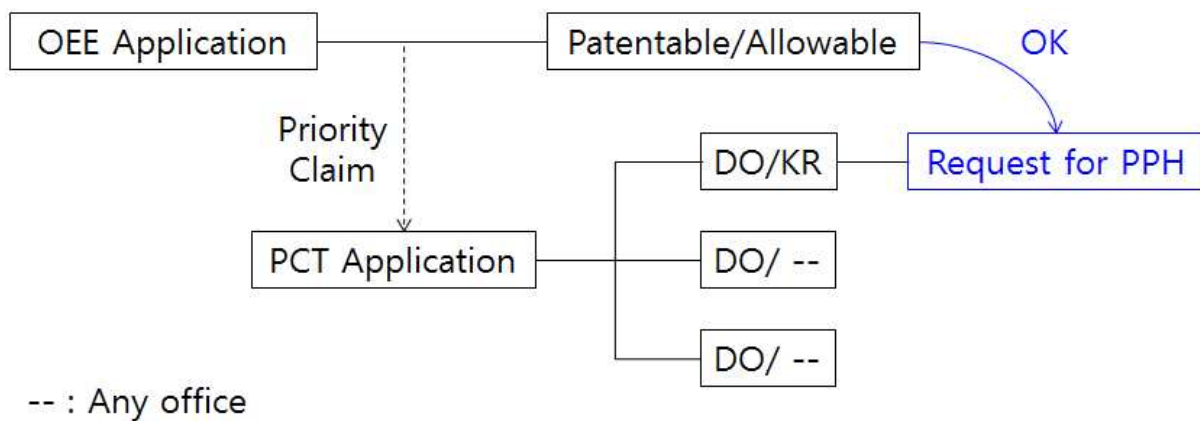 OEE Application
Patentable/Allowable
OK
Priority
Claim
DO/KR
Request for PPH
PCT Application
DO/ --
DO/ --
-- : Any office